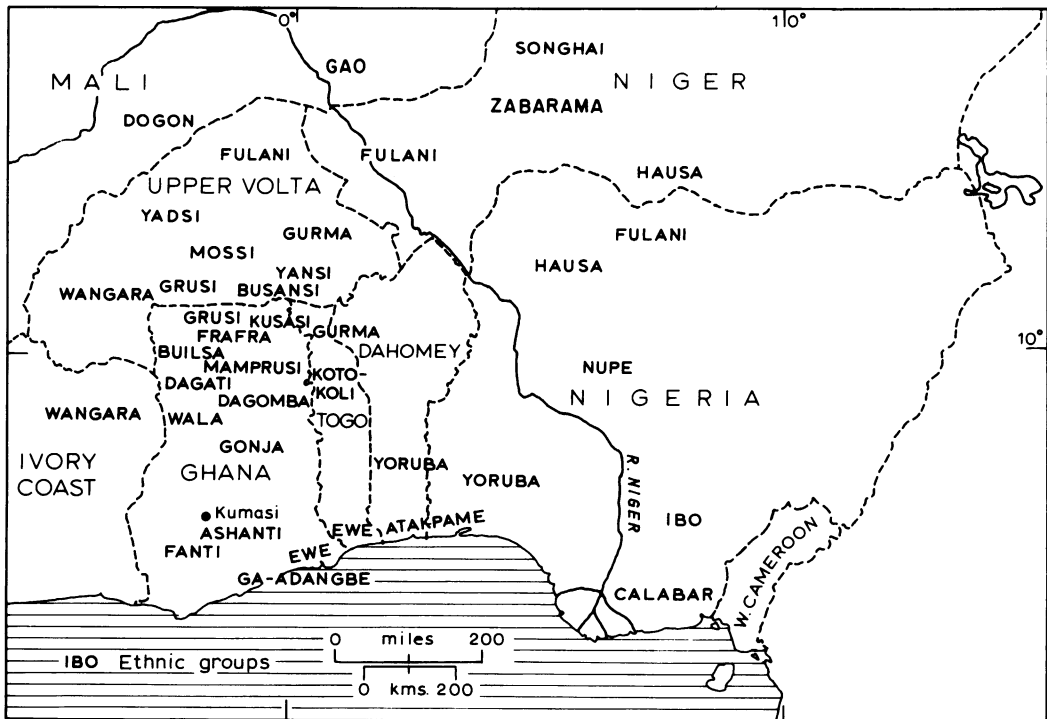 0° 10°
SONGHAI
GAO
MALI NIGER
ZABARAMA
DOGON
FULANI FULANI
HAUSA
UPPER VOLTA
YADSI
GURMA FULANI
MOSSI
HAUSA
YANSI
WANGARA GRUSI BUSANSI
GRUSI KUSASI
GURMA
FRAFRA
BUILSA DAHOMEY 10°
MAMPRUSI
KOTO-
KOLI
NUPE
DAGATI
DAGOMBA
NIGERIA
WANGARA WALA TOGO
GONJA
IVORY
COAST
GHANA YORUBA YORUBA
R. NIGER
Kumasi
ASHANTI
IBO
EWE ATAKPAME
FANTI EWE
GA-ADANGBE
W. CAMEROON
CALABAR
0 miles 200
IBO Ethnic groups
0 kms. 200